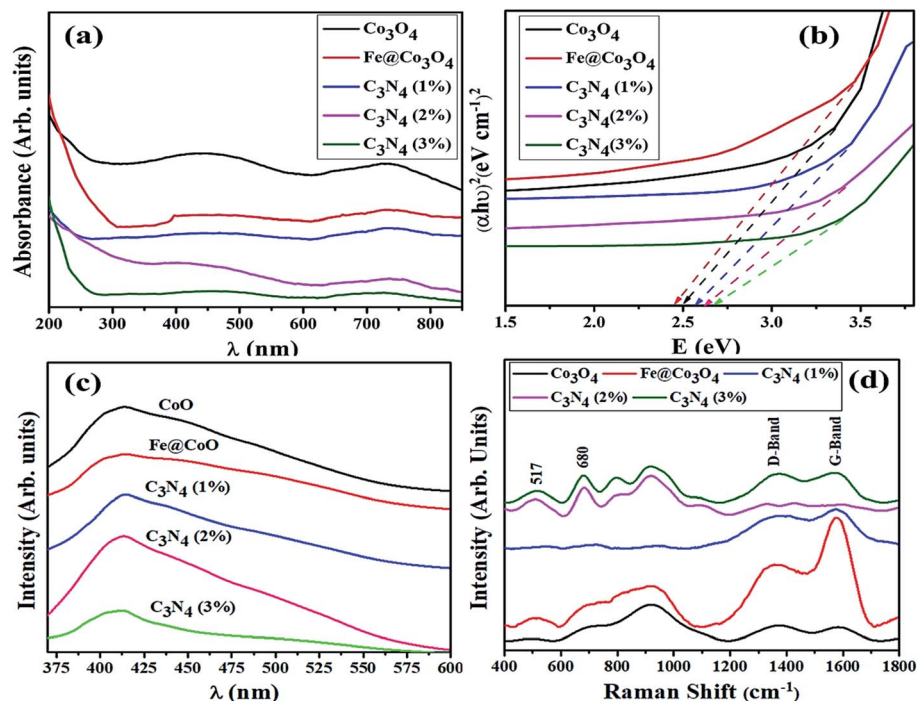 (a)
Co₃O₄
Fe@Co₃O₄
C₃N₄ (1%)
C₃N₄ (2%)
C₃N₄ (3%)
Absorbance (Arb. units)
200 300 400 500 600 700 800
λ (nm)
(b)
Co₃O₄
Fe@Co₃O₄
C₃N₄ (1%)
C₃N₄(2%)
C₃N₄(3%)
(αhυ)²(eV cm⁻¹)²
1.5 2.0 2.5 3.0 3.5
E (eV)
(c)
CoO
Fe@CoO
C₃N₄ (1%)
C₃N₄ (2%)
C₃N₄ (3%)
Intensity (Arb. units)
375 400 425 450 475 500 525 550 575 600
λ (nm)
(d)
Co₃O₄ Fe@Co₃O₄ C₃N₄ (1%)
C₃N₄ (2%) C₃N₄ (3%)
517
680
D-Band
G-Band
Intensity (Arb. Units)
400 600 800 1000 1200 1400 1600 1800
Raman Shift (cm⁻¹)